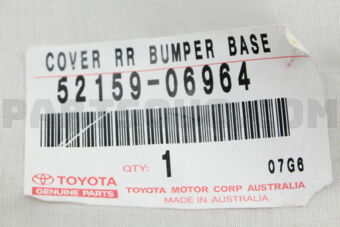 COVER RR BUMPER BASE
52159-06964
QTY: 1
07G6
TOYOTA
GENUINE PARTS
TOYOTA MOTOR CORP AUSTRALIA
MADE IN AUSTRALIA